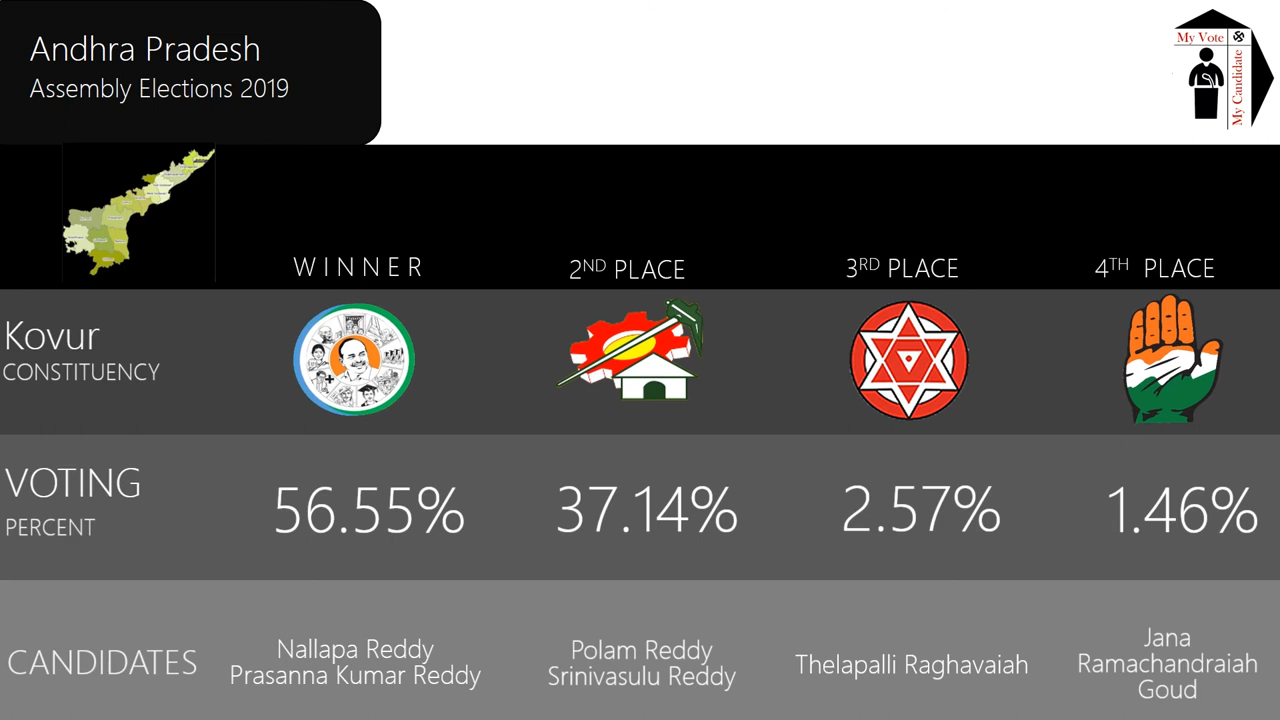 Andhra Pradesh
Assembly Elections 2019
My Vote
My Candidate
WINNER
2ND PLACE
3RD PLACE
4TH PLACE
Kovur
CONSTITUENCY
VOTING
PERCENT
56.55%
37.14%
2.57%
1.46%
CANDIDATES
Nallapa Reddy
Prasanna Kumar Reddy
Polam Reddy
Srinivasulu Reddy
Thelapalli Raghavaiah
Jana
Ramachandraiah
Goud